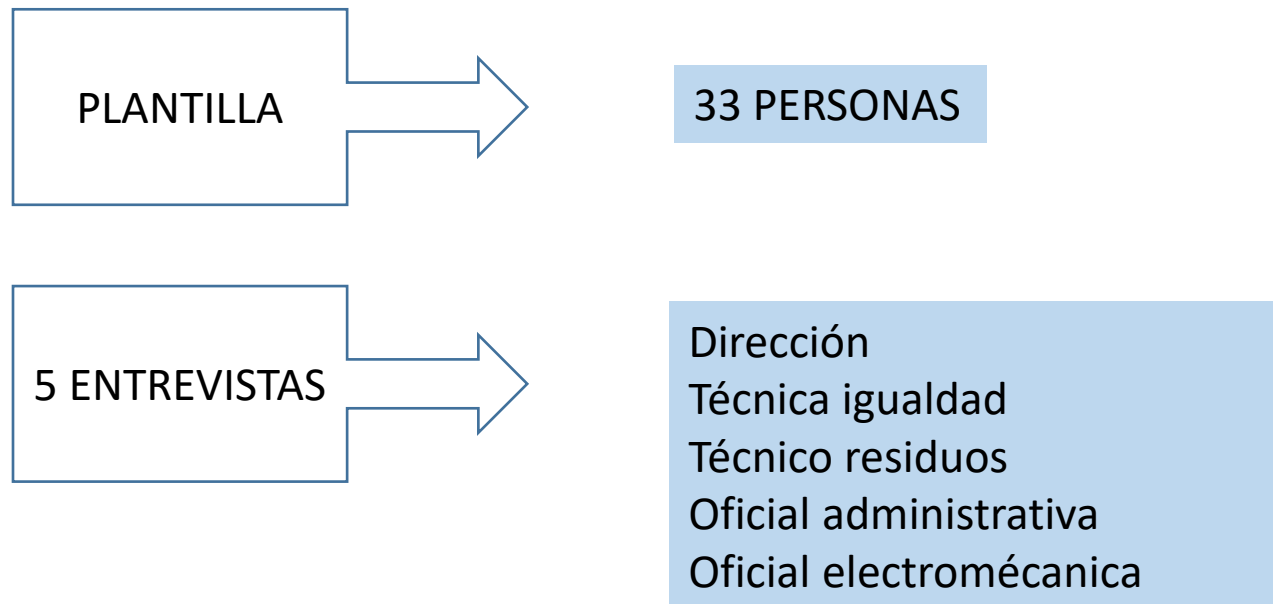 PLANTILLA
33 PERSONAS
5 ENTREVISTAS
Dirección
Técnica igualdad
Técnico residuos
Oficial administrativa
Oficial electromécanica